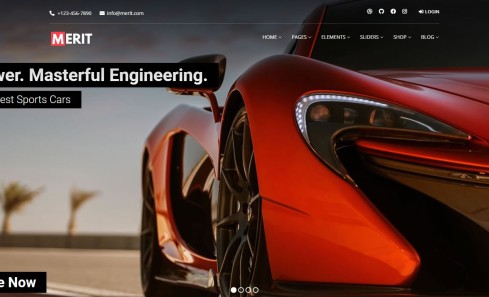 +123-456-7890 info@merit.com LOGIN
MERIT HOME PAGES ELEMENTS SLIDERS SHOP BLOG
wer. Masterful Engineering.
est Sports Cars
e Now